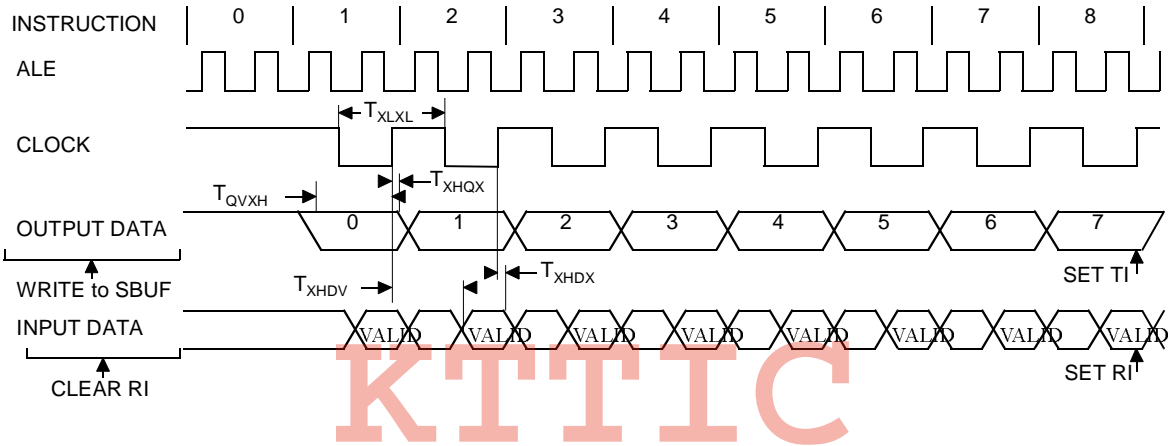 INSTRUCTION 0 1 2 3 4 5 6 7 8
ALE
TXLXL
CLOCK
TXHQX
TQVXH
OUTPUT DATA 0 1 2 3 4 5 6 7
TXHDX
SET TI
TXHDV
WRITE to SBUF
INPUT DATA VALID VALID VALID VALID VALID VALID VALID VALID
SET RI
CLEAR RI
KTTIC